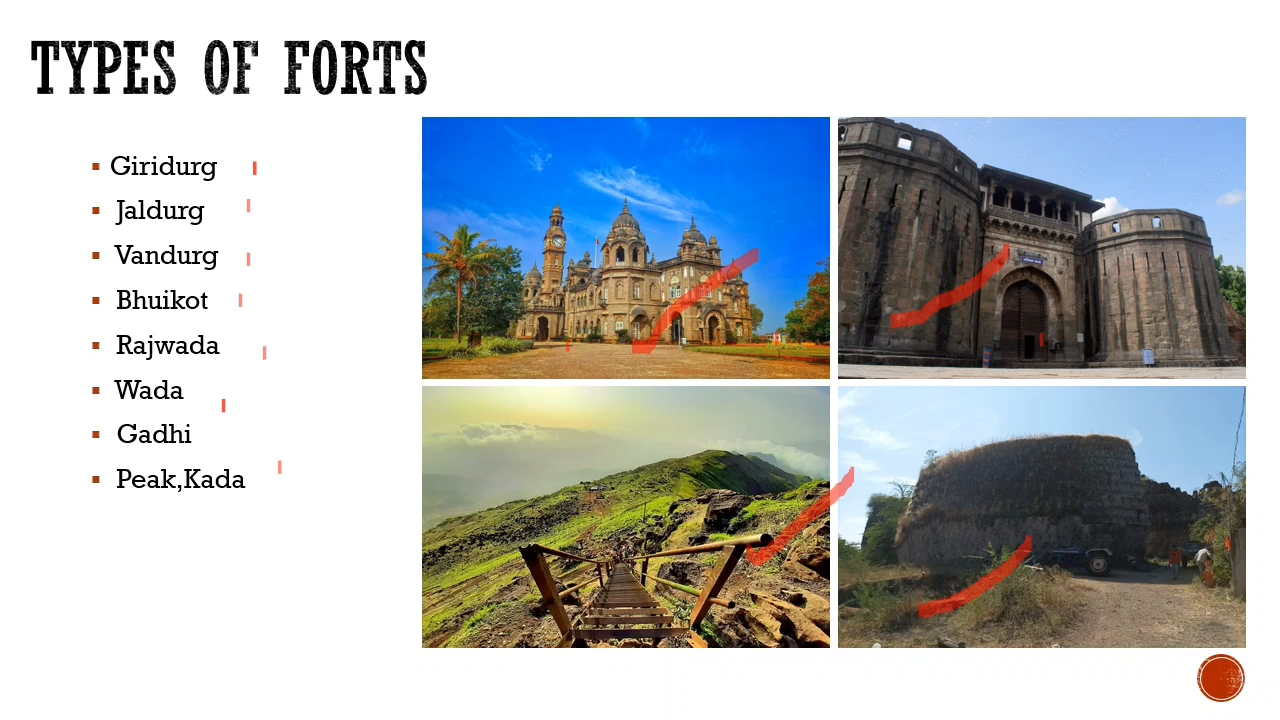 TYPES OF FORTS
Giridurg
Jaldurg
Vandurg
Bhuikot
Rajwada
Wada
Gadhi
Peak,Kada